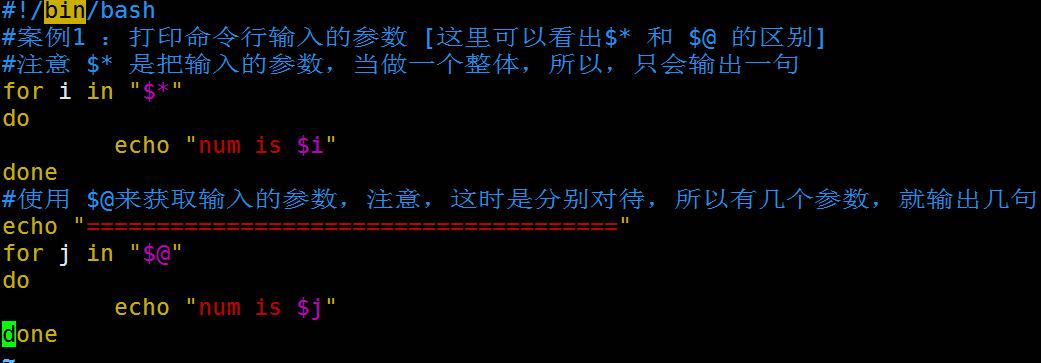 #!/bin/bash
#案例1 ：打印命令行输入的参数 [这里可以看出$* 和 $@ 的区别]
#注意 $* 是把输入的参数，当做一个整体，所以，只会输出一句
for i in "$*"
do
        echo "num is $i"
done
#使用 $@来获取输入的参数，注意，这时是分别对待，所以有几个参数，就输出几句
echo "======================================"
for j in "$@"
do
        echo "num is $j"
done
~